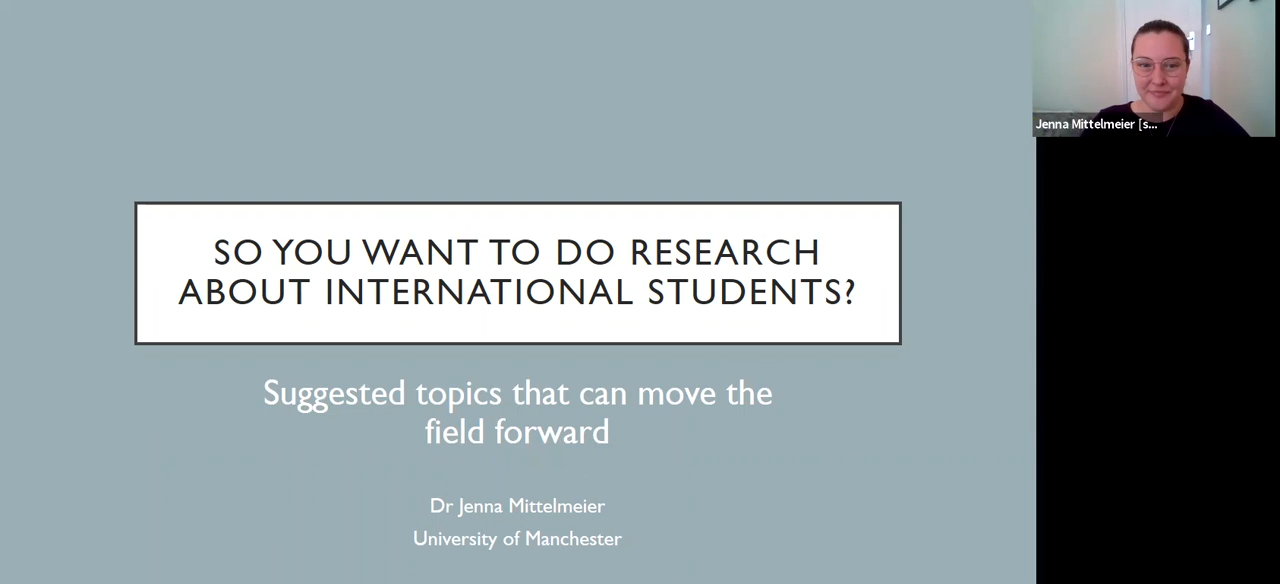 SO YOU WANT TO DO RESEARCH
ABOUT INTERNATIONAL STUDENTS?
Suggested topics that can move the
field forward
Dr Jenna Mittelmeier
University of Manchester
Jenna Mittelmeier [s...